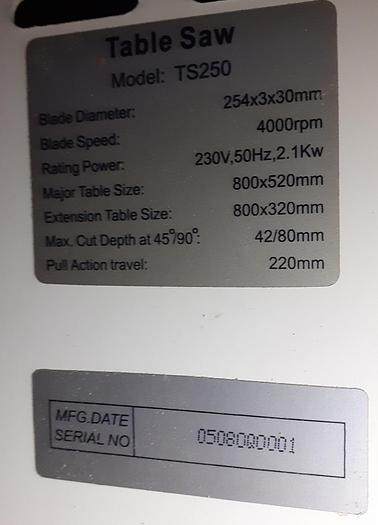 Table Saw
Model: TS250
Blade Diameter: 254x3x30mm
Blade Speed: 4000rpm
Rating Power: 230V,50Hz,2.1Kw
Major Table Size: 800x520mm
Extension Table Size: 800x320mm
Max. Cut Depth at 45°/90°: 42/80mm
Pull Action travel: 220mm
MFG.DATE
SERIAL NO
0508000001